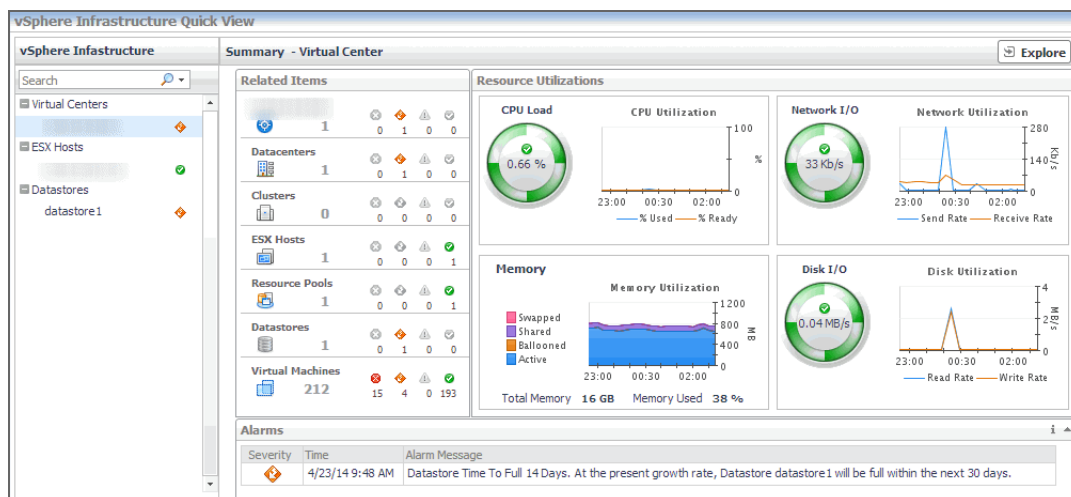 vSphere Infrastructure Quick View
vSphere Infastructure
Summary - Virtual Center
Explore
Search
Virtual Centers
ESX Hosts
Datastores
datastore1
Related Items
1
0 1 0 0
Datacenters
1
0 1 0 0
Clusters
0
0 0 0 0
ESX Hosts
1
0 0 0 1
Resource Pools
1
0 0 0 1
Datastores
1
0 1 0 0
Virtual Machines
212
15 4 0 193
Resource Utilizations
CPU Load
0.66 %
CPU Utilization
100
%
0
23:00 00:30 02:00
% Used % Ready
Network I/O
33 Kb/s
Network Utilization
280
140
Kb/s
0
23:00 00:30 02:00
Send Rate Receive Rate
Memory
Swapped
Shared
Ballooned
Active
Memory Utilization
1200
800
400
MB
0
23:00 00:30 02:00
Total Memory 16 GB Memory Used 38 %
Disk I/O
0.04 MB/s
Disk Utilization
4
2
MB/s
0
23:00 00:30 02:00
Read Rate Write Rate
Alarms
i
Severity Time Alarm Message
4/23/14 9:48 AM Datastore Time To Full 14 Days. At the present growth rate, Datastore datastore1 will be full within the next 30 days.